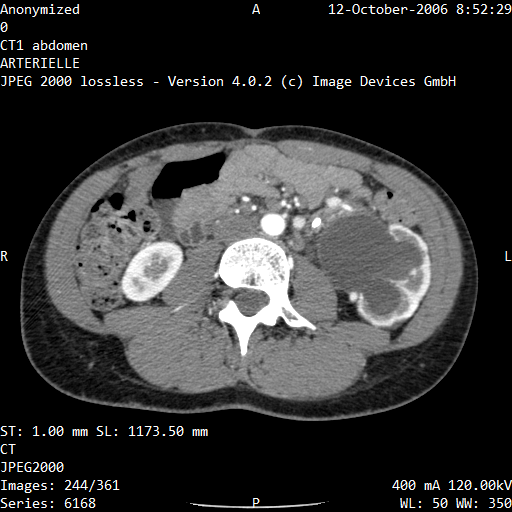 Anonymized A 12-October-2006 8:52:29
0
CT1 abdomen
ARTERIELLE
JPEG 2000 lossless - Version 4.0.2 (c) Image Devices GmbH
R L
ST: 1.00 mm SL: 1173.50 mm
CT
JPEG2000
Images: 244/361 400 mA 120.00kV
Series: 6168 P WL: 50 WW: 350